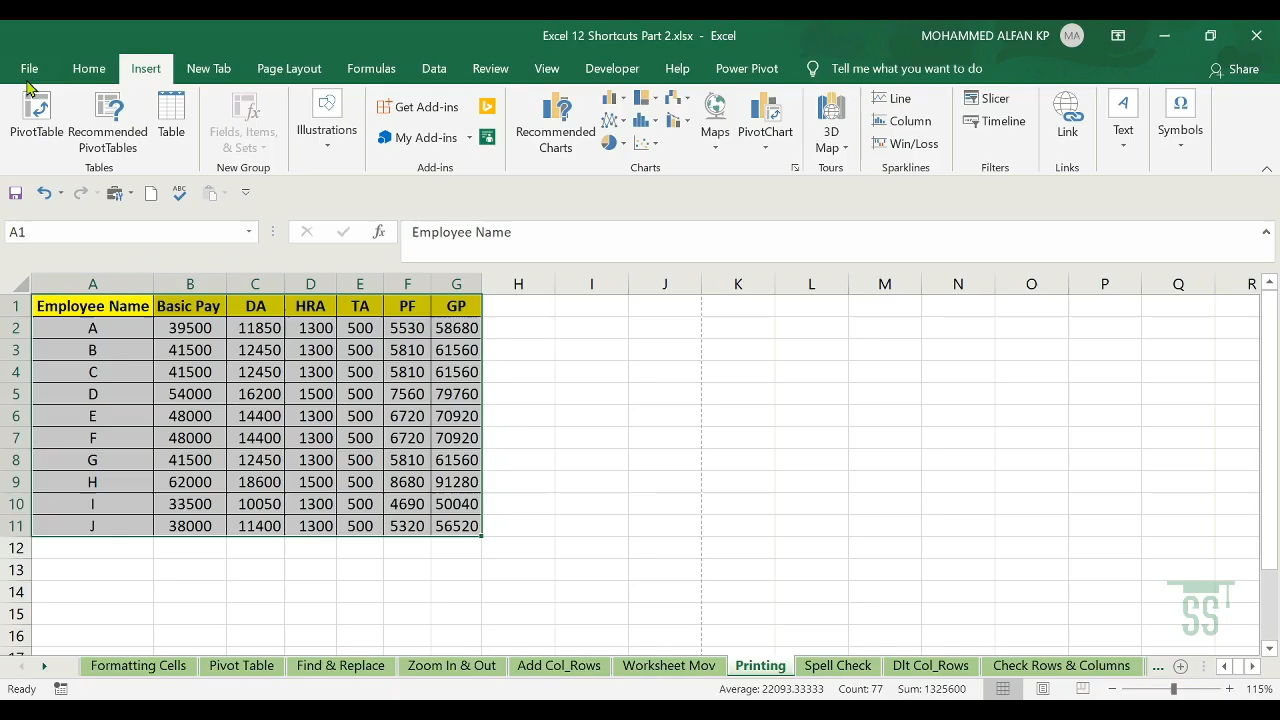 Excel 12 Shortcuts Part 2.xlsx - Excel
MOHAMMED ALFAN KP MA
File Home Insert New Tab Page Layout Formulas Data Review View Developer Help Power Pivot Tell me what you want to do Share
PivotTable
Recommended
PivotTables
Table
Tables
Fields, Items,
& Sets
New Group
Illustrations
Get Add-ins
My Add-ins
Add-ins
Recommended
Charts
Maps
PivotChart
Charts
3D
Map
Tours
Line
Column
Win/Loss
Sparklines
Slicer
Timeline
Filters
Link
Links
A
Text
Ω
Symbols
ABC
A1 fx Employee Name
A B C D E F G H I J K L M N O P Q R
1 Employee Name Basic Pay DA HRA TA PF GP
2 A 39500 11850 1300 500 5530 58680
3 B 41500 12450 1300 500 5810 61560
4 C 41500 12450 1300 500 5810 61560
5 D 54000 16200 1500 500 7560 79760
6 E 48000 14400 1300 500 6720 70920
7 F 48000 14400 1300 500 6720 70920
8 G 41500 12450 1300 500 5810 61560
9 H 62000 18600 1500 500 8680 91280
10 I 33500 10050 1300 500 4690 50040
11 J 38000 11400 1300 500 5320 56520
12
13
14
15
16
SS
Formatting Cells Pivot Table Find & Replace Zoom In & Out Add Col_Rows Worksheet Mov Printing Spell Check Dlt Col_Rows Check Rows & Columns ...
Ready Average: 22093.33333 Count: 77 Sum: 1325600 115%